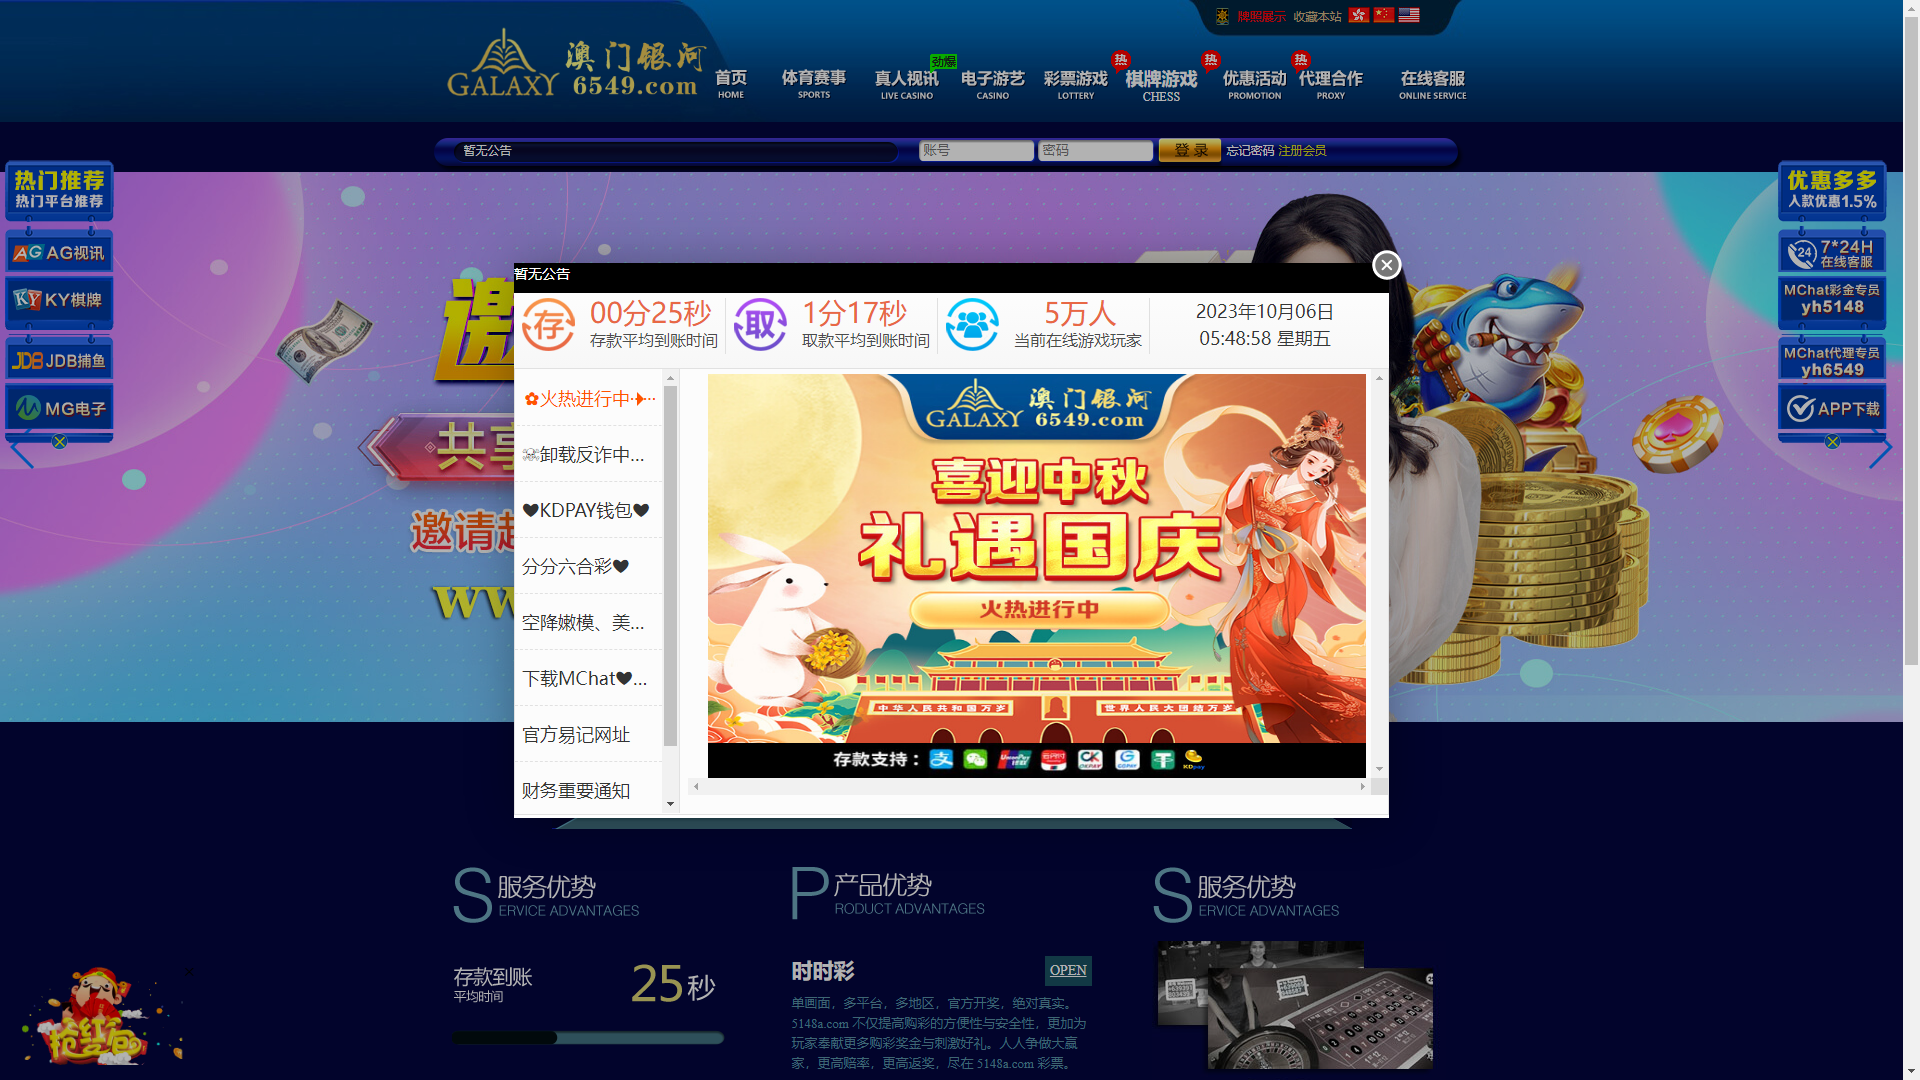 牌照展示 收藏本站
澳门银河
GALAXY 6549.com
首页
HOME
体育赛事
SPORTS
真人视讯
LIVE CASINO
劲爆
电子游艺
CASINO
彩票游戏
LOTTERY
热
棋牌游戏
CHESS
热
优惠活动
PROMOTION
热
代理合作
PROXY
在线客服
ONLINE SERVICE
暂无公告
账号
密码
登 录
忘记密码 注册会员
热门推荐
热门平台推荐
AG AG视讯
KY KY棋牌
JDB JDB捕鱼
MG电子
优惠多多
入款优惠1.5%
24
7*24H
在线客服
MChat彩金专员
yh5148
MChat代理专员
yh6549
APP下载
邀
共享
邀请
ww
暂无公告
存
00分25秒
存款平均到账时间
取
1分17秒
取款平均到账时间
5万人
当前在线游戏玩家
2023年10月06日
05:48:58 星期五
✿火热进行中✈···
☠卸载反诈中...
♥KDPAY钱包♥
分分六合彩♥
空降嫩模、美...
下载MChat♥...
官方易记网址
财务重要通知
澳门银河
GALAXY 6549.com
喜迎中秋
礼遇国庆
火热进行中
中华人民共和国万岁
世界人民大团结万岁
存款支持：
S 服务优势
ERVICE ADVANTAGES
P 产品优势
RODUCT ADVANTAGES
S 服务优势
ERVICE ADVANTAGES
存款到账
平均时间
25秒
时时彩
OPEN
单画面，多平台，多地区，官方开奖，绝对真实。
5148a.com 不仅提高购彩的方便性与安全性，更加为
玩家奉献更多购彩奖金与刺激好礼。人人争做大赢
家，更高赔率，更高返奖，尽在 5148a.com 彩票。
抢红包